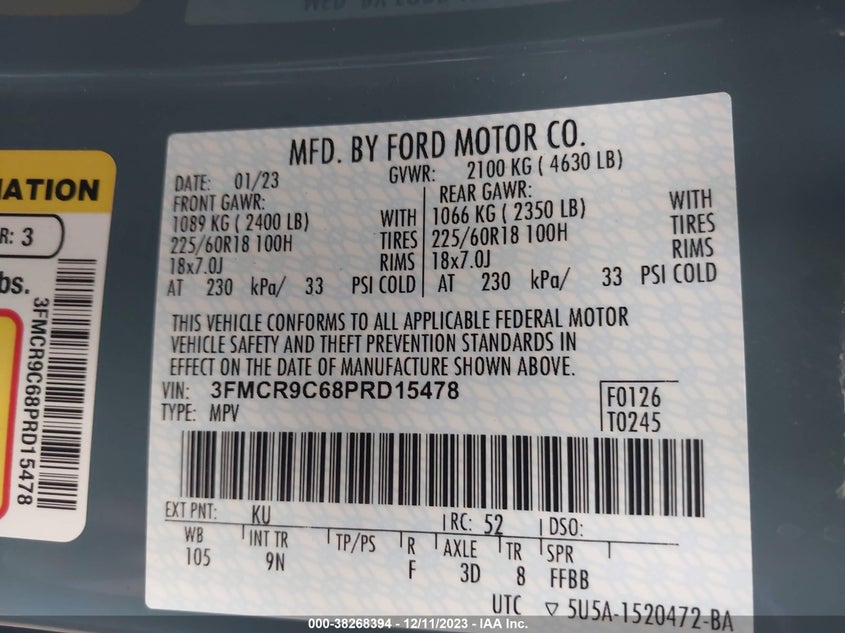 MFD. BY FORD MOTOR CO.
DATE: 01/23
GVWR: 2100 KG ( 4630 LB)
FRONT GAWR:
1089 KG ( 2400 LB) WITH
225/60R18 100H TIRES
18x7.0J RIMS
AT 230 kPa/ 33 PSI COLD
REAR GAWR:
1066 KG ( 2350 LB) WITH
225/60R18 100H TIRES
18x7.0J RIMS
AT 230 kPa/ 33 PSI COLD
THIS VEHICLE CONFORMS TO ALL APPLICABLE FEDERAL MOTOR
VEHICLE SAFETY AND THEFT PREVENTION STANDARDS IN
EFFECT ON THE DATE OF MANUFACTURE SHOWN ABOVE.
VIN: 3FMCR9C68PRD15478
TYPE: MPV
F0126
T0245
EXT PNT: KU RC: 52 DSO:
WB INT TR TP/PS R AXLE TR SPR
105 9N F 3D 8 FFBB
UTC ▽ 5U5A-1520472-BA
R: 3
bs.
3FMCR9C68PRD15478
000-38268394 - 12/11/2023 - Copyright IAA, Inc.